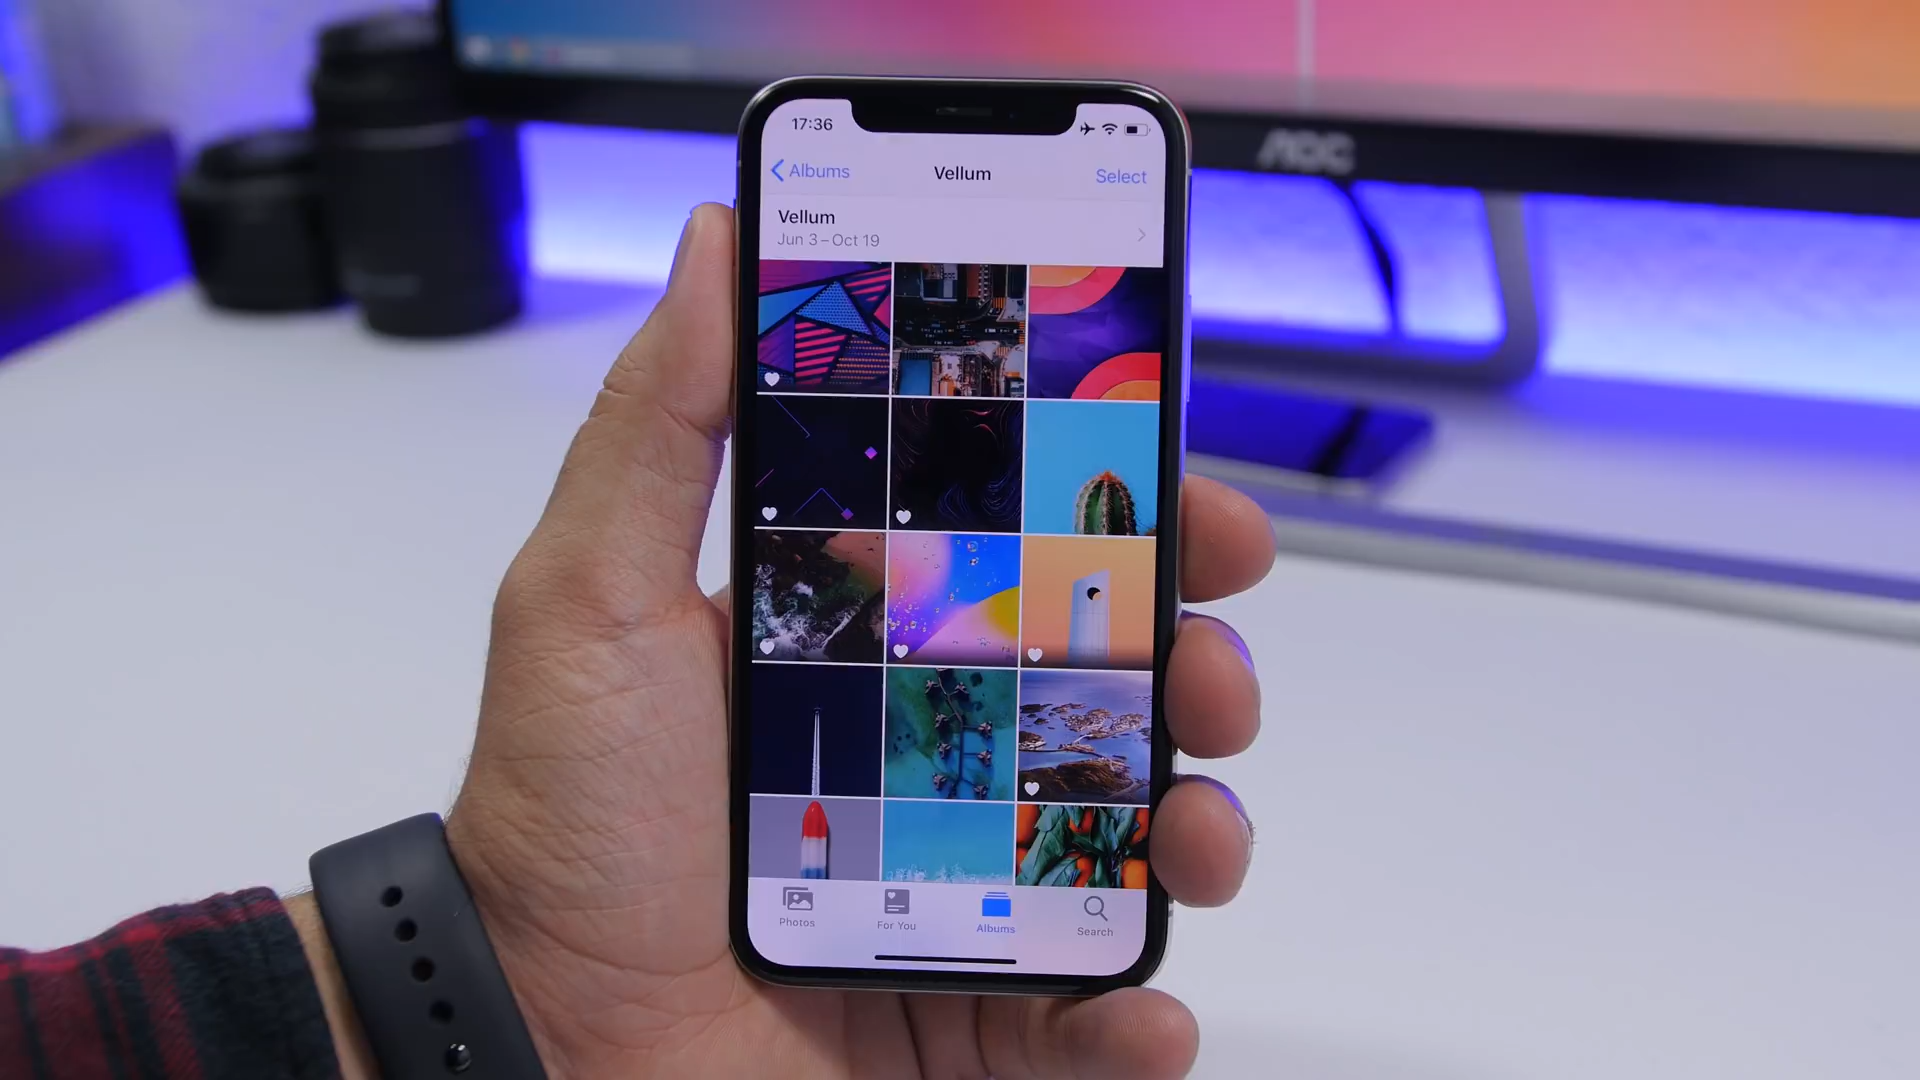 AOC
17:36
Albums
Vellum
Select
Vellum
Jun 3 – Oct 19
Photos
For You
Albums
Search